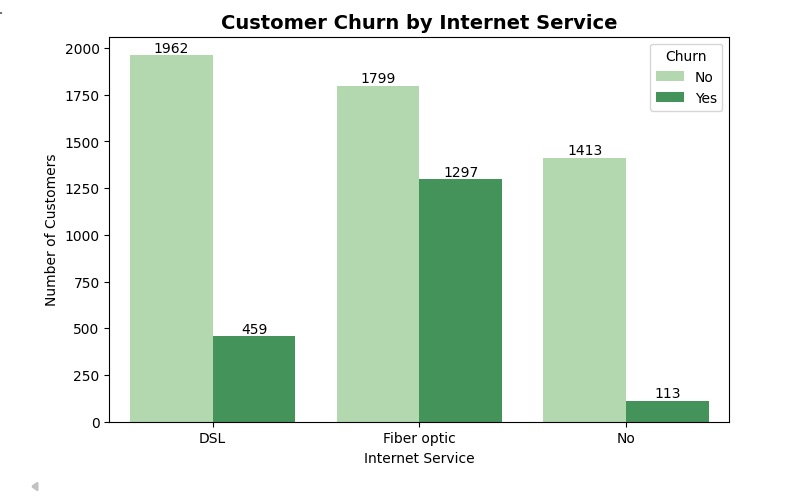 Customer Churn by Internet Service
Number of Customers
2000
1750
1500
1250
1000
750
500
250
0
1962
459
1799
1297
1413
113
Churn
No
Yes
DSL
Fiber optic
No
Internet Service